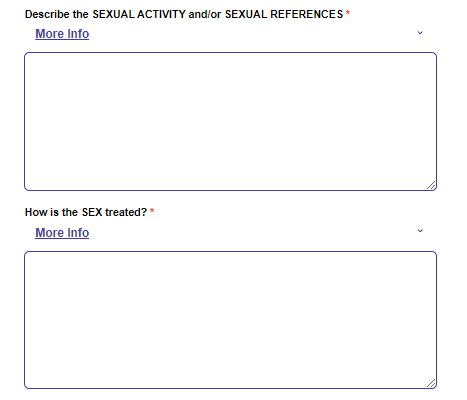 Describe the SEXUAL ACTIVITY and/or SEXUAL REFERENCES *
More Info
How is the SEX treated? *
More Info